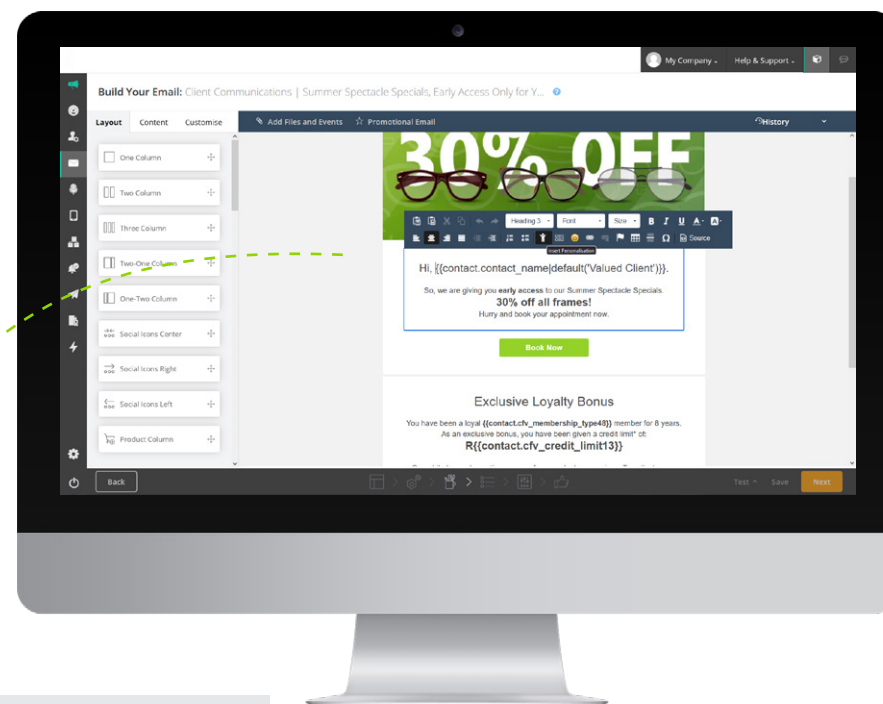 My Company
Help & Support
Build Your Email: Client Communications | Summer Spectacle Specials, Early Access Only for Y...
Layout
Content
Customise
Add Files and Events
Promotional Email
History
One Column
Two Column
Three Column
Two-One Column
One-Two Column
Social Icons Center
Social Icons Right
Social Icons Left
Product Column
30% OFF
Heading 3
Font
Size
B I U A A
Source
Insert Personalisation
Hi, {{contact.contact_name|default('Valued Client')}}.
So, we are giving you early access to our Summer Spectacle Specials.
30% off all frames!
Hurry and book your appointment now.
Book Now
Exclusive Loyalty Bonus
You have been a loyal {{contact.cfv_membership_type48}} member for 8 years.
As an exclusive bonus, you have been given a credit limit* of:
R{{contact.cfv_credit_limit13}}
Back
Test
Save
Next